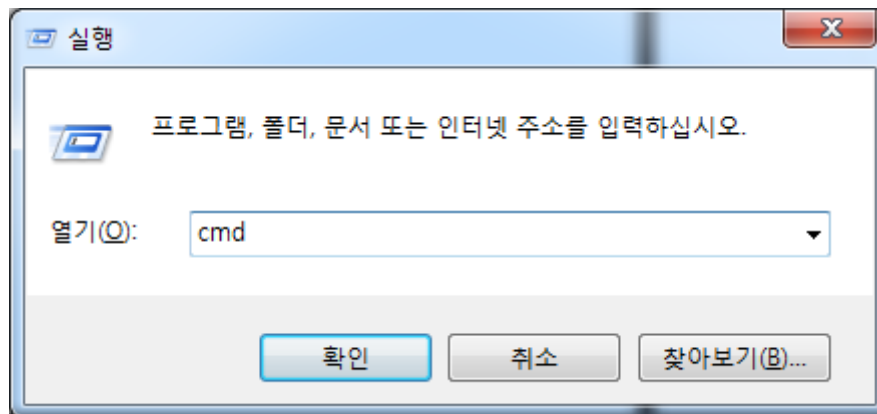 실행
프로그램, 폴더, 문서 또는 인터넷 주소를 입력하십시오.
열기(O): cmd
확인 취소 찾아보기(B)...